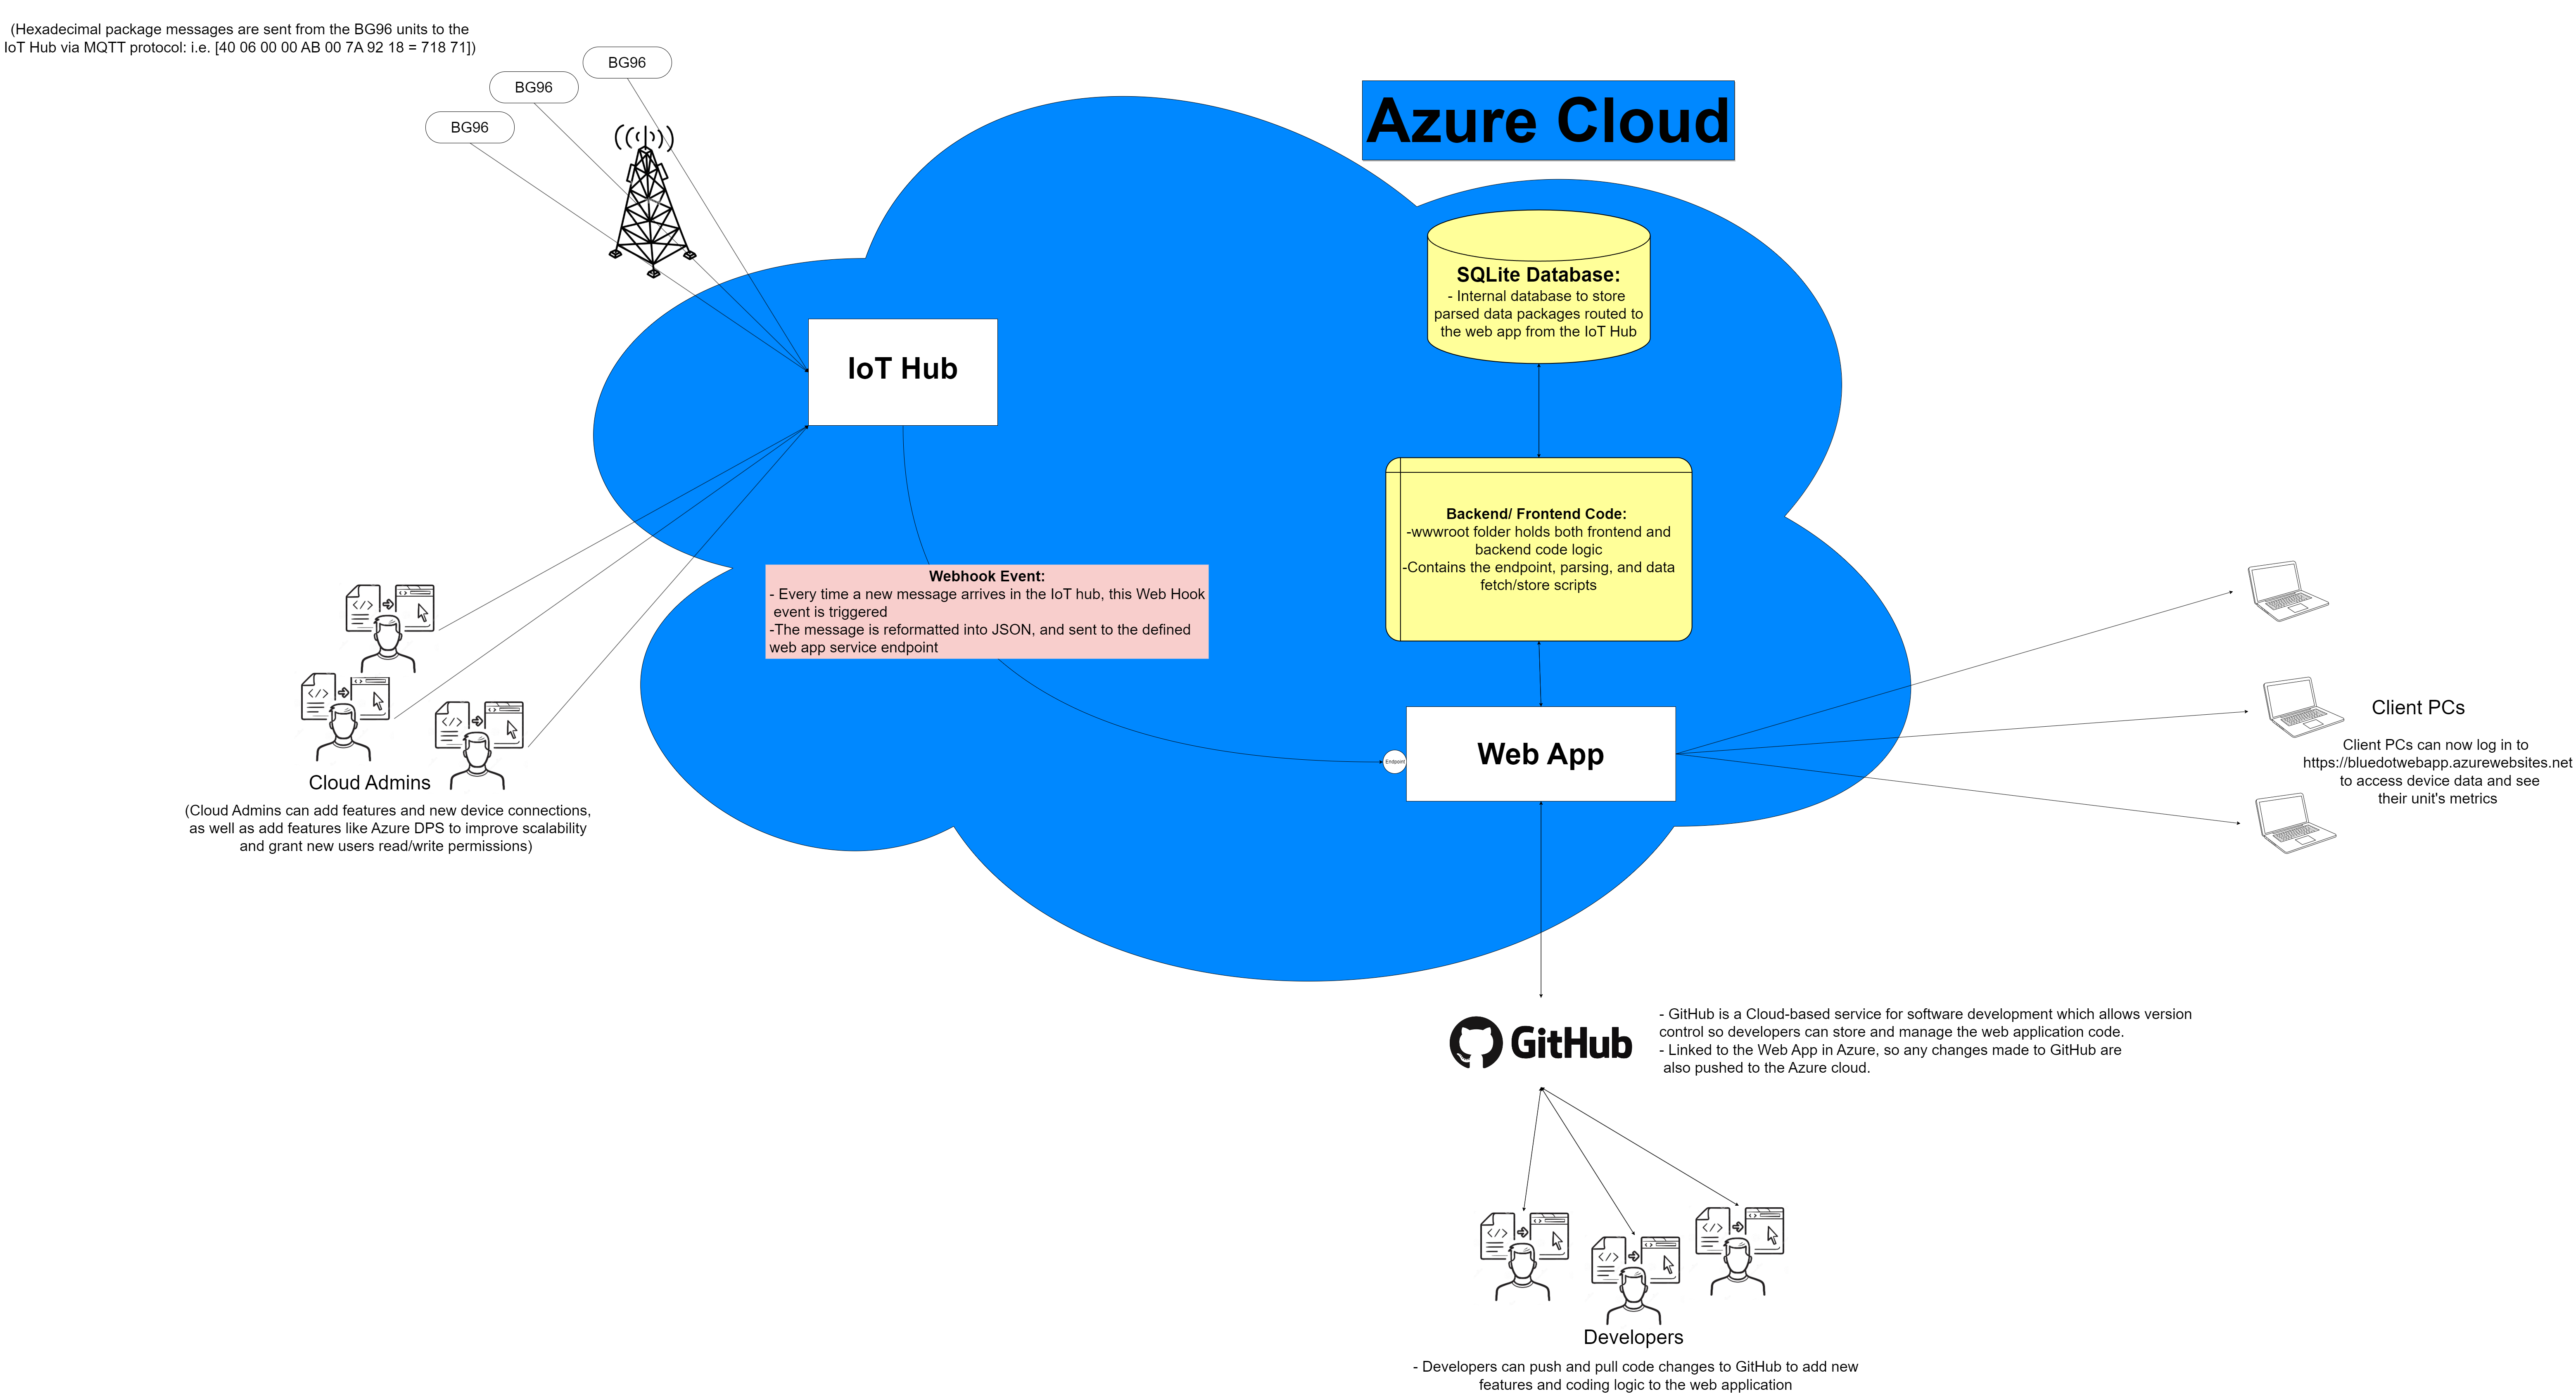 (Hexadecimal package messages are sent from the BG96 units to the
IoT Hub via MQTT protocol: i.e. [40 06 00 00 AB 00 7A 92 18 = 718 71])
BG96
BG96
BG96
Azure Cloud
SQLite Database:
- Internal database to store
parsed data packages routed to
the web app from the IoT Hub
IoT Hub
Backend/ Frontend Code:
-wwwroot folder holds both frontend and
backend code logic
-Contains the endpoint, parsing, and data
fetch/store scripts
Webhook Event:
- Every time a new message arrives in the IoT hub, this Web Hook
event is triggered
-The message is reformatted into JSON, and sent to the defined
web app service endpoint
Endpoint
Web App
Client PCs
Client PCs can now log in to
https://bluedotwebapp.azurewebsites.net
to access device data and see
their unit's metrics
Cloud Admins
(Cloud Admins can add features and new device connections,
as well as add features like Azure DPS to improve scalability
and grant new users read/write permissions)
GitHub
- GitHub is a Cloud-based service for software development which allows version
control so developers can store and manage the web application code.
- Linked to the Web App in Azure, so any changes made to GitHub are
also pushed to the Azure cloud.
Developers
- Developers can push and pull code changes to GitHub to add new
features and coding logic to the web application